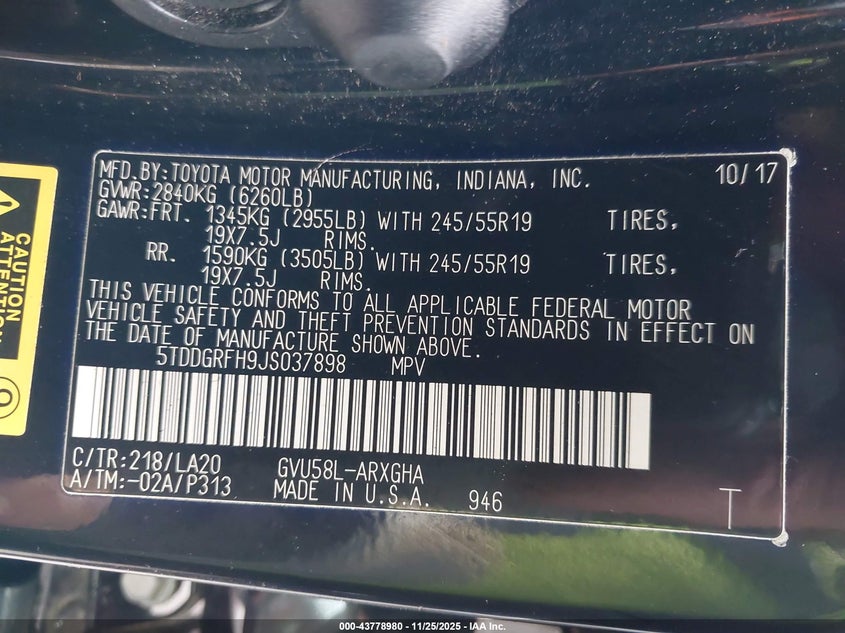 MFD.BY:TOYOTA MOTOR MANUFACTURING, INDIANA, INC. 10/17
GVWR:2840KG (6260LB)
GAWR:FRT. 1345KG (2955LB) WITH 245/55R19 TIRES,
19X7.5J RIMS.
RR. 1590KG (3505LB) WITH 245/55R19 TIRES,
19X7.5J RIMS.
THIS VEHICLE CONFORMS TO ALL APPLICABLE FEDERAL MOTOR
VEHICLE SAFETY AND THEFT PREVENTION STANDARDS IN EFFECT ON
THE DATE OF MANUFACTURE SHOWN ABOVE.
5TDDGRFH9JS037898 MPV
C/TR:218/LA20 GVU58L-ARXGHA
A/TM:-02A/P313 MADE IN U.S.A. 946
T
CAUTION
ATTENTION
000-43778980 - 11/25/2025 - IAA Inc.